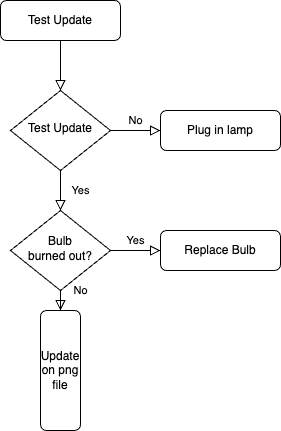 Test Update
Test Update
No
Plug in lamp
Yes
Bulb
burned out?
Yes
Replace Bulb
No
Update
on png
file